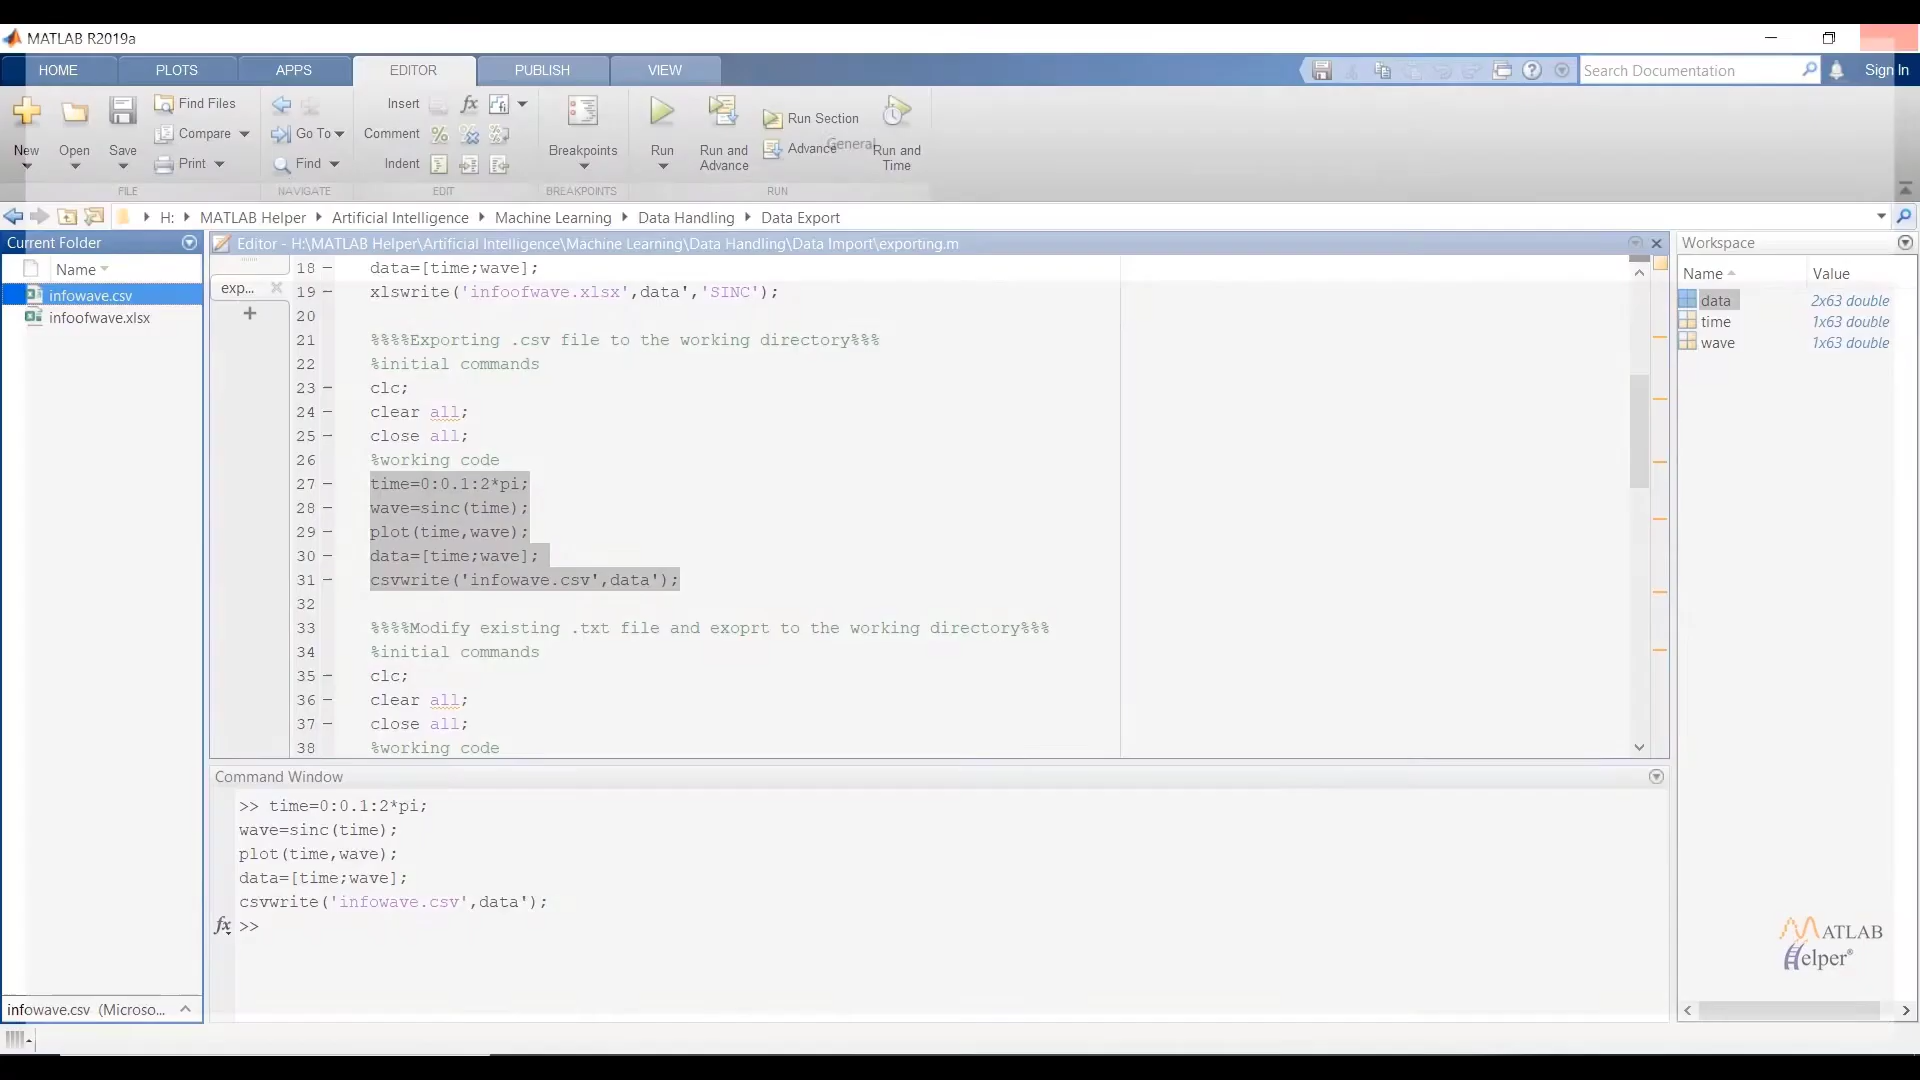 MATLAB R2019a
HOME PLOTS APPS EDITOR PUBLISH VIEW
Search Documentation
Sign In
New Open Save
Find Files
Compare
Print
FILE
Go To
Find
NAVIGATE
Insert fx
Comment
Indent
EDIT
Breakpoints
BREAKPOINTS
Run
Run and Advance
Run Section
Advance
General
Run and Time
RUN
H: MATLAB Helper Artificial Intelligence Machine Learning Data Handling Data Export
Current Folder
Name
infowave.csv
infoofwave.xlsx
infowave.csv (Microso...
Editor - H:\MATLAB Helper\Artificial Intelligence\Machine Learning\Data Handling\Data Import\exporting.m
exp...
+
18 – data=[time;wave];
19 – xlswrite('infoofwave.xlsx',data','SINC');
20
21 %%%%Exporting .csv file to the working directory%%%
22 %initial commands
23 – clc;
24 – clear all;
25 – close all;
26 %working code
27 – time=0:0.1:2*pi;
28 – wave=sinc(time);
29 – plot(time,wave);
30 – data=[time;wave];
31 – csvwrite('infowave.csv',data');
32
33 %%%%Modify existing .txt file and exoprt to the working directory%%%
34 %initial commands
35 – clc;
36 – clear all;
37 – close all;
38 %working code
Command Window
>> time=0:0.1:2*pi;
wave=sinc(time);
plot(time,wave);
data=[time;wave];
csvwrite('infowave.csv',data');
fx >>
Workspace
Name Value
data 2x63 double
time 1x63 double
wave 1x63 double
MATLAB
Helper®